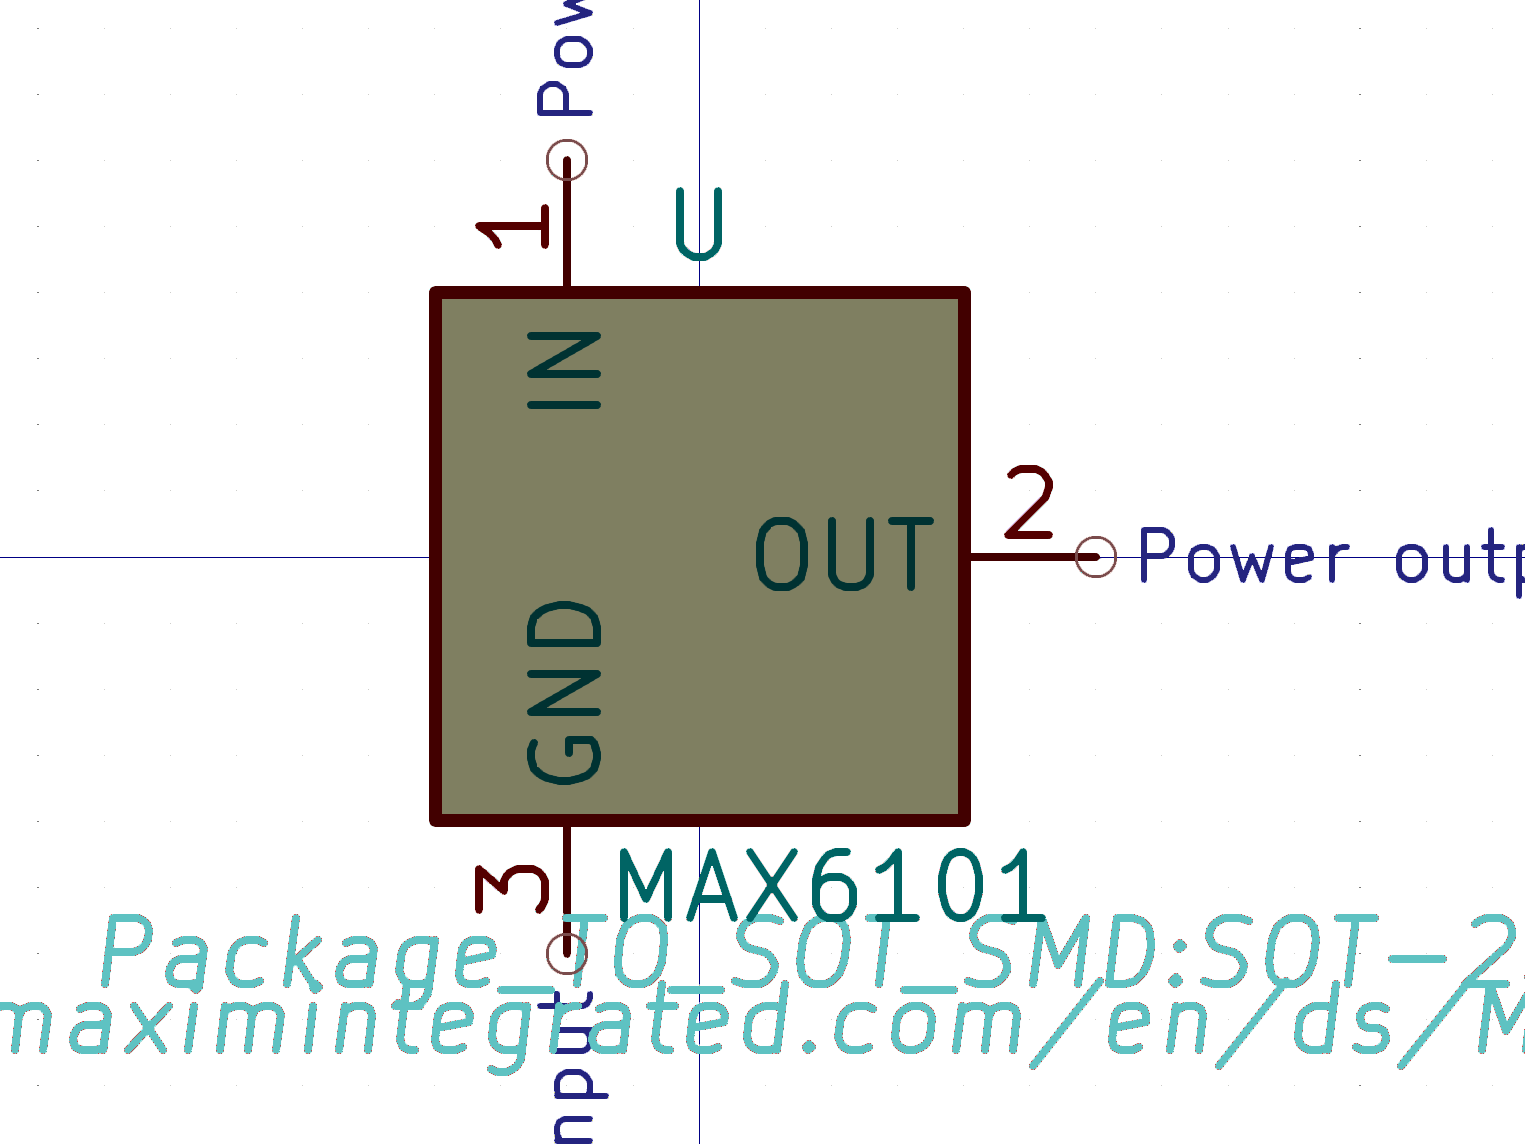 Pow
1
U
IN
2
OUT
Power outp
GND
3
MAX6101
Package_TO_SOT_SMD:SOT-2
maximintegrated.com/en/ds/M
nput